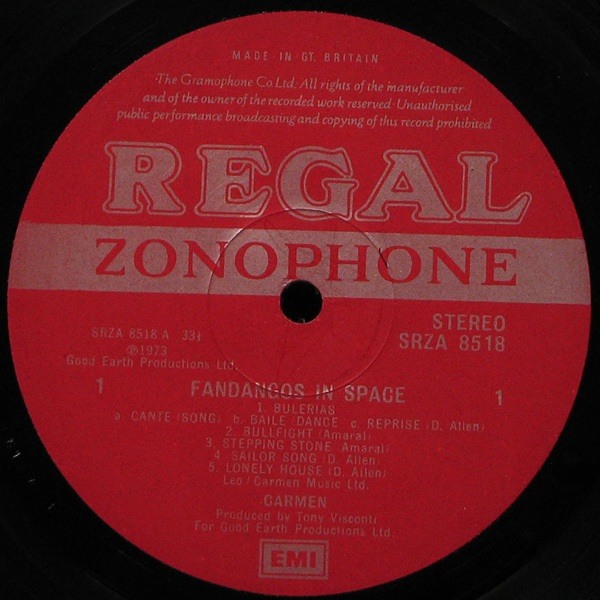 MADE IN GT. BRITAIN
The Gramophone Co Ltd. All rights of the manufacturer
and of the owner of the recorded work reserved. Unauthorised
public performance broadcasting and copying of this record prohibited
REGAL
ZONOPHONE
STEREO
SRZA 8518
SRZA 8518 A 33⅓
℗1973
Good Earth Productions Ltd.
1 FANDANGOS IN SPACE 1
1. BULERIAS
a. CANTE (SONG) b. BAILE (DANCE c. REPRISE (D. Allen)
2. BULLFIGHT (Amaral)
3. STEPPING STONE Amaral)
4. SAILOR SONG (D. Allen)
5. LONELY HOUSE (D. Allen)
Leo/Carmen Music Ltd.
CARMEN
Produced by Tony Visconti
For Good Earth Productions Ltd.
EMI